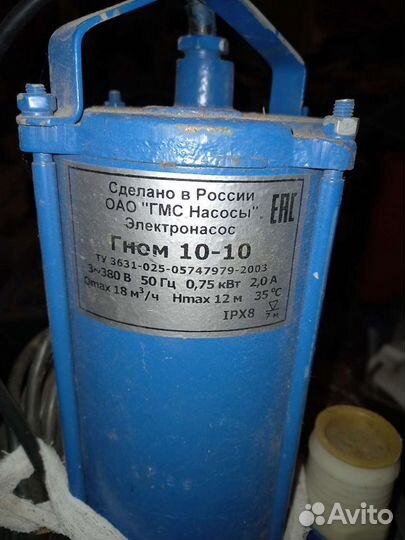 Сделано в России
ОАО "ГМС Насосы"
Электронасос
EAC
Гном 10-10
ТУ 3631-025-05747979-2003
3~380 В 50 Гц 0,75 кВт 2,0 А
Qmax 18 м³/ч Hmax 12 м 35 °C
IPX8 7 м
Avito